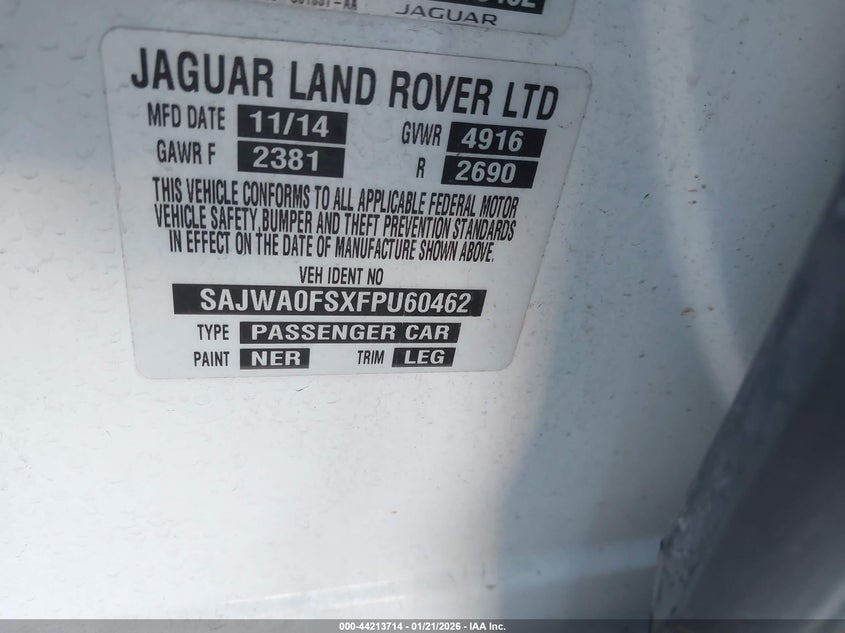 JAGUAR
JAGUAR LAND ROVER LTD
MFD DATE 11/14 GVWR 4916
GAWR F 2381 R 2690
THIS VEHICLE CONFORMS TO ALL APPLICABLE FEDERAL MOTOR
VEHICLE SAFETY, BUMPER AND THEFT PREVENTION STANDARDS
IN EFFECT ON THE DATE OF MANUFACTURE SHOWN ABOVE.
VEH IDENT NO
SAJWA0FSXFPU60462
TYPE PASSENGER CAR
PAINT NER TRIM LEG
000-44213714 - 01/21/2026 - IAA Inc.